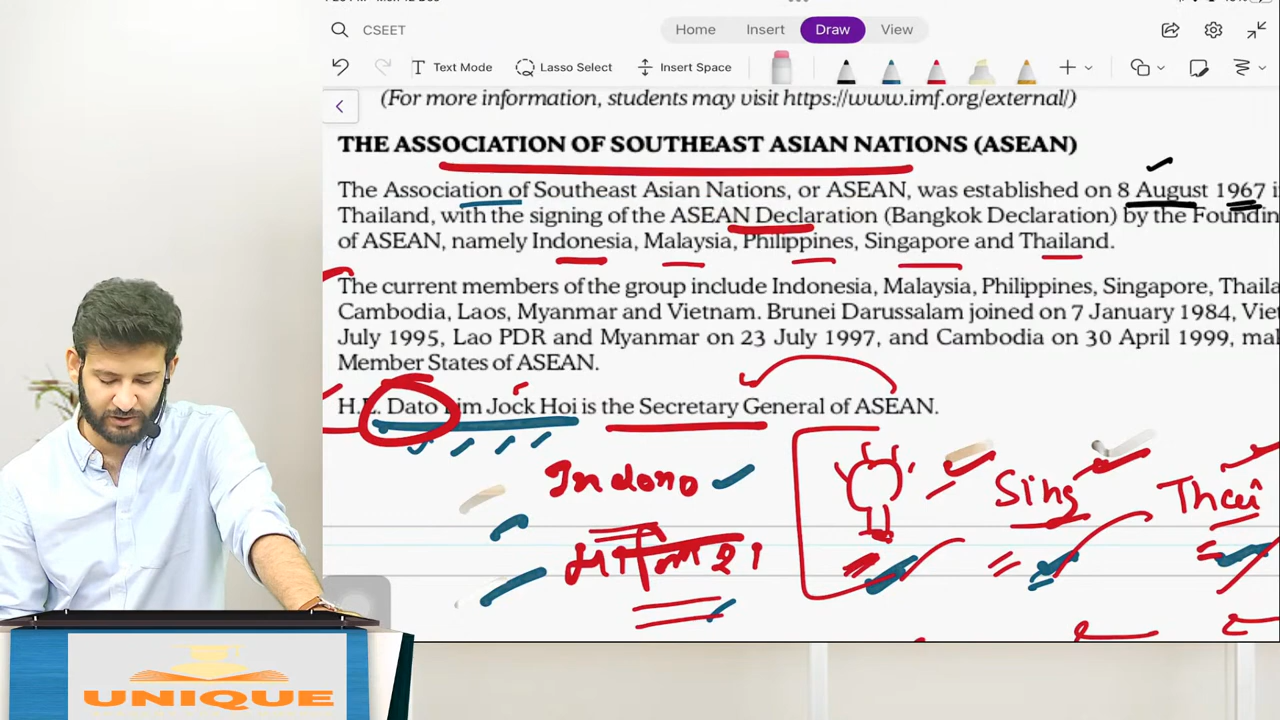 CSEET
Home Insert Draw View
Text Mode Lasso Select Insert Space
(For more information, students may visit https://www.imf.org/external/)
THE ASSOCIATION OF SOUTHEAST ASIAN NATIONS (ASEAN)
The Association of Southeast Asian Nations, or ASEAN, was established on 8 August 1967 i
Thailand, with the signing of the ASEAN Declaration (Bangkok Declaration) by the Foundin
of ASEAN, namely Indonesia, Malaysia, Philippines, Singapore and Thailand.
The current members of the group include Indonesia, Malaysia, Philippines, Singapore, Thaila
Cambodia, Laos, Myanmar and Vietnam. Brunei Darussalam joined on 7 January 1984, Viet
July 1995, Lao PDR and Myanmar on 23 July 1997, and Cambodia on 30 April 1999, mak
Member States of ASEAN.
H.E. Dato Lim Jock Hoi is the Secretary General of ASEAN.
Indono
Sing
Thai
UNIQUE